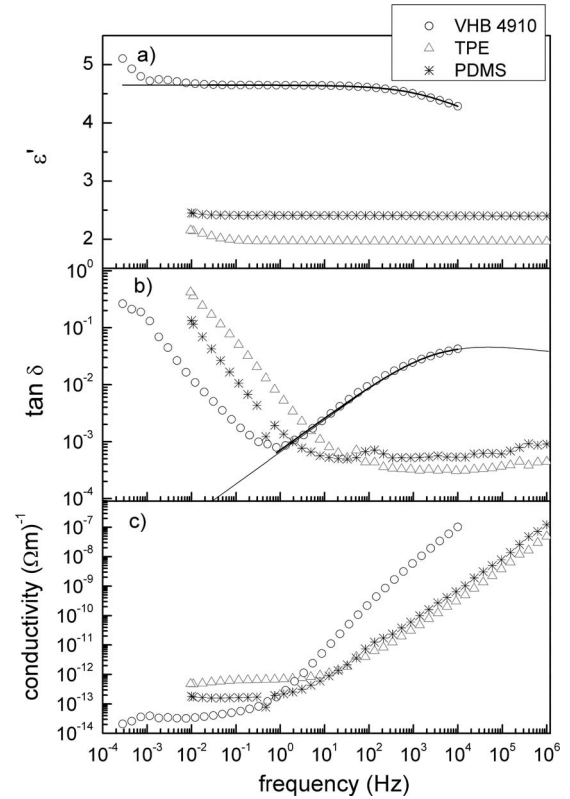 VHB 4910
TPE
PDMS
a)
5
4
3
2
ε'
10⁰
b)
10⁰
10⁻¹
10⁻²
10⁻³
10⁻⁴
tan δ
c)
10⁻⁷
10⁻⁸
10⁻⁹
10⁻¹⁰
10⁻¹¹
10⁻¹²
10⁻¹³
10⁻¹⁴
conductivity (Ωm)⁻¹
10⁻⁴ 10⁻³ 10⁻² 10⁻¹ 10⁰ 10¹ 10² 10³ 10⁴ 10⁵ 10⁶
frequency (Hz)